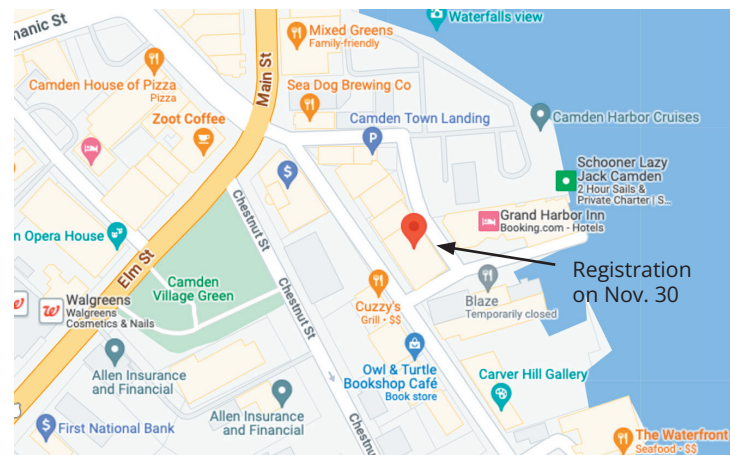 Waterfalls view
hanic St
Mixed Greens
Family-friendly
Main St
Camden House of Pizza
Pizza
Sea Dog Brewing Co
Zoot Coffee
Camden Town Landing
P
Camden Harbor Cruises
$
Schooner Lazy
Jack Camden
2 Hour Sails &
Private Charter | S...
Chestnut St
Grand Harbor Inn
Booking.com - Hotels
n Opera House
Elm St
Registration
on Nov. 30
Camden
Village Green
Chestnut St
Blaze
Temporarily closed
Walgreens
Walgreens
Cosmetics & Nails
Cuzzy's
Grill • $$
Owl & Turtle
Bookshop Café
Book store
Allen Insurance
and Financial
Carver Hill Gallery
Allen Insurance
and Financial
Chestnut St
$
First National Bank
The Waterfront
Seafood • $$